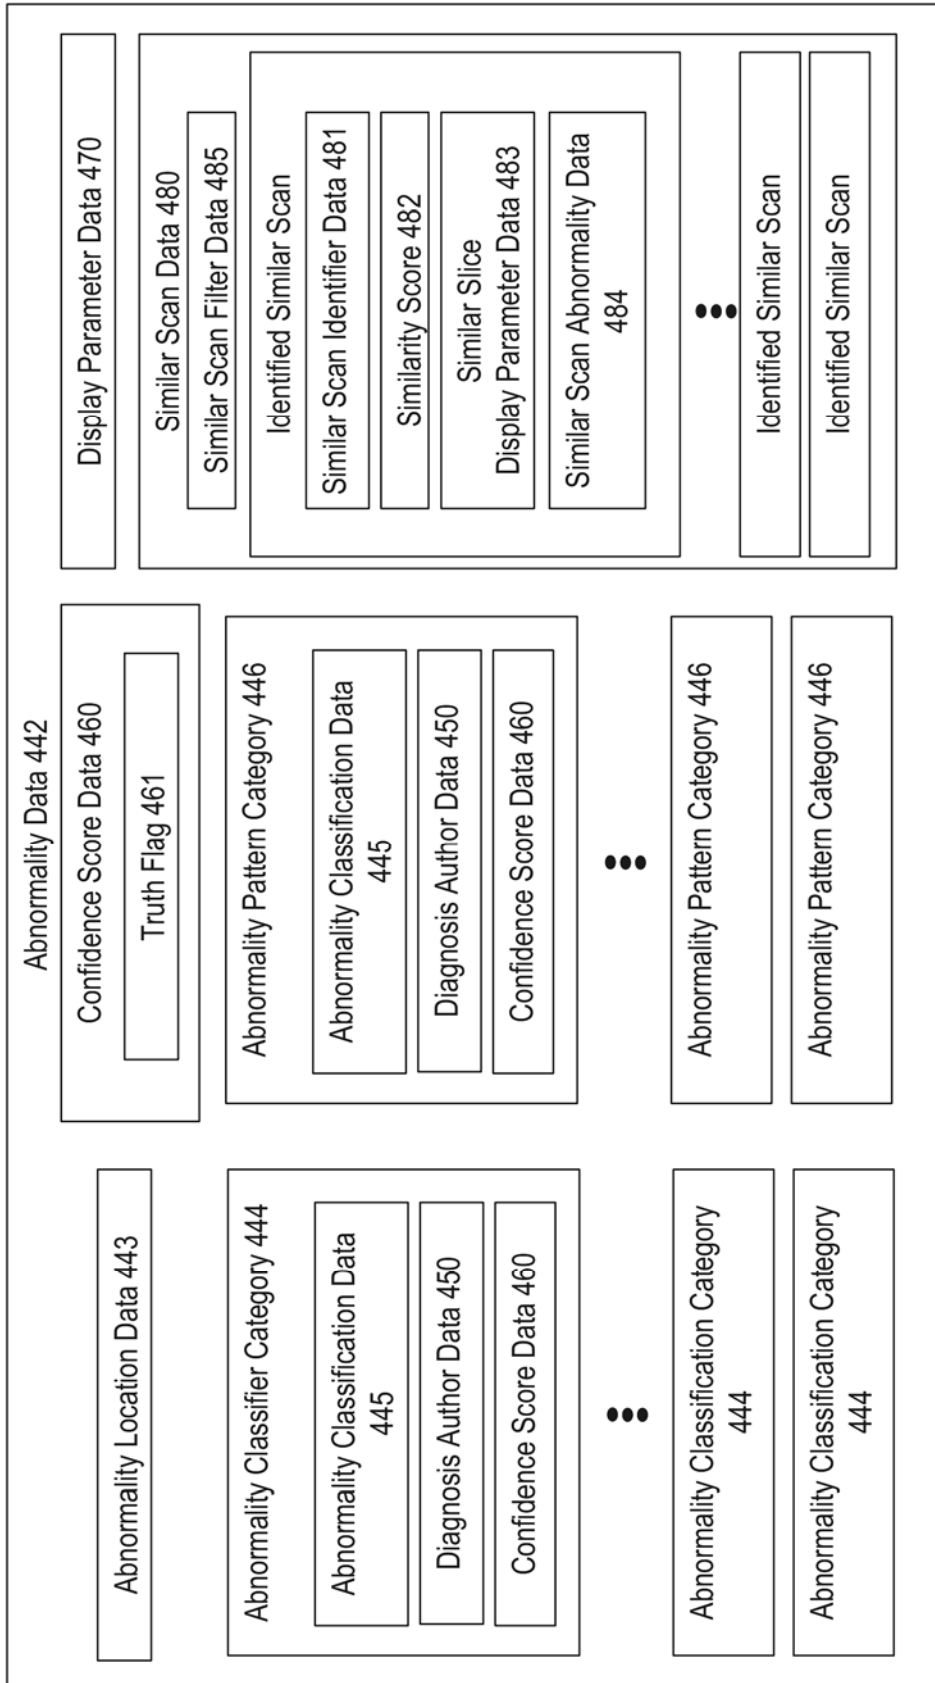 Abnormality Data 442
Abnormality Location Data 443
Abnormality Classifier Category 444
Abnormality Classification Data
445
Diagnosis Author Data 450
Confidence Score Data 460
Abnormality Classification Category
444
Abnormality Classification Category
444
Confidence Score Data 460
Truth Flag 461
Abnormality Pattern Category 446
Abnormality Classification Data
445
Diagnosis Author Data 450
Confidence Score Data 460
Abnormality Pattern Category 446
Abnormality Pattern Category 446
Display Parameter Data 470
Similar Scan Data 480
Similar Scan Filter Data 485
Identified Similar Scan
Similar Scan Identifier Data 481
Similarity Score 482
Similar Slice
Display Parameter Data 483
Similar Scan Abnormality Data
484
Identified Similar Scan
Identified Similar Scan